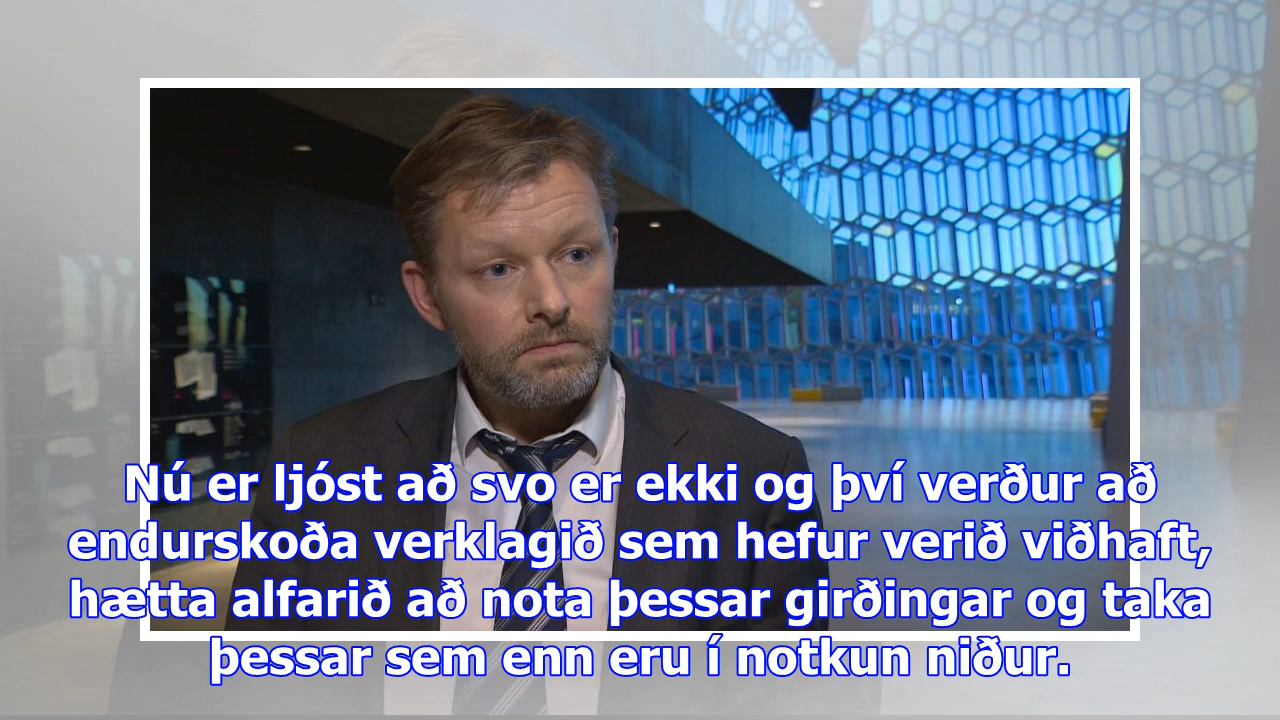 Nú er ljóst að svo er ekki og því verður að
endurskoða verklagið sem hefur verið viðhaft,
hætta alfarið að nota þessar girðingar og taka
þessar sem enn eru í notkun niður.